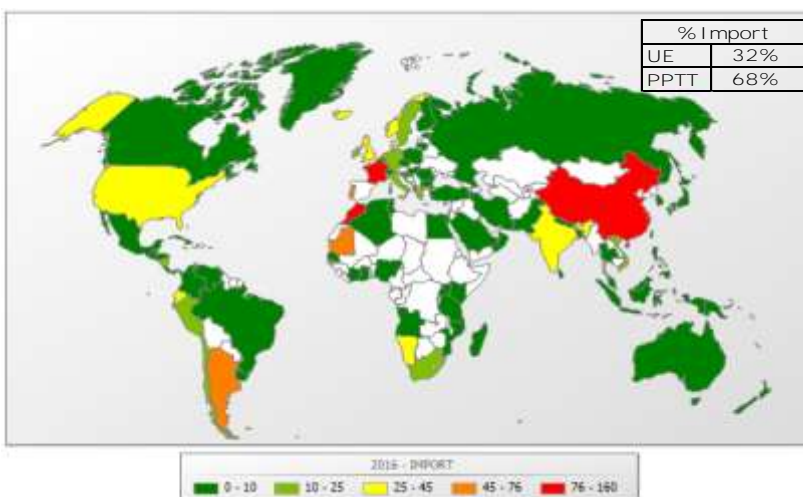 % Import
UE 32%
PPTT 68%
2016 - IMPORT
0 - 10 10 - 25 25 - 45 45 - 76 76 - 160